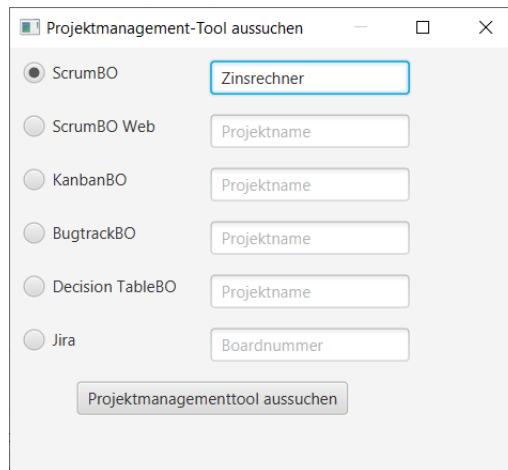 Projektmanagement-Tool aussuchen
ScrumBO Zinsrechner
ScrumBO Web Projektname
KanbanBO Projektname
BugtrackBO Projektname
Decision TableBO Projektname
Jira Boardnummer
Projektmanagementtool aussuchen